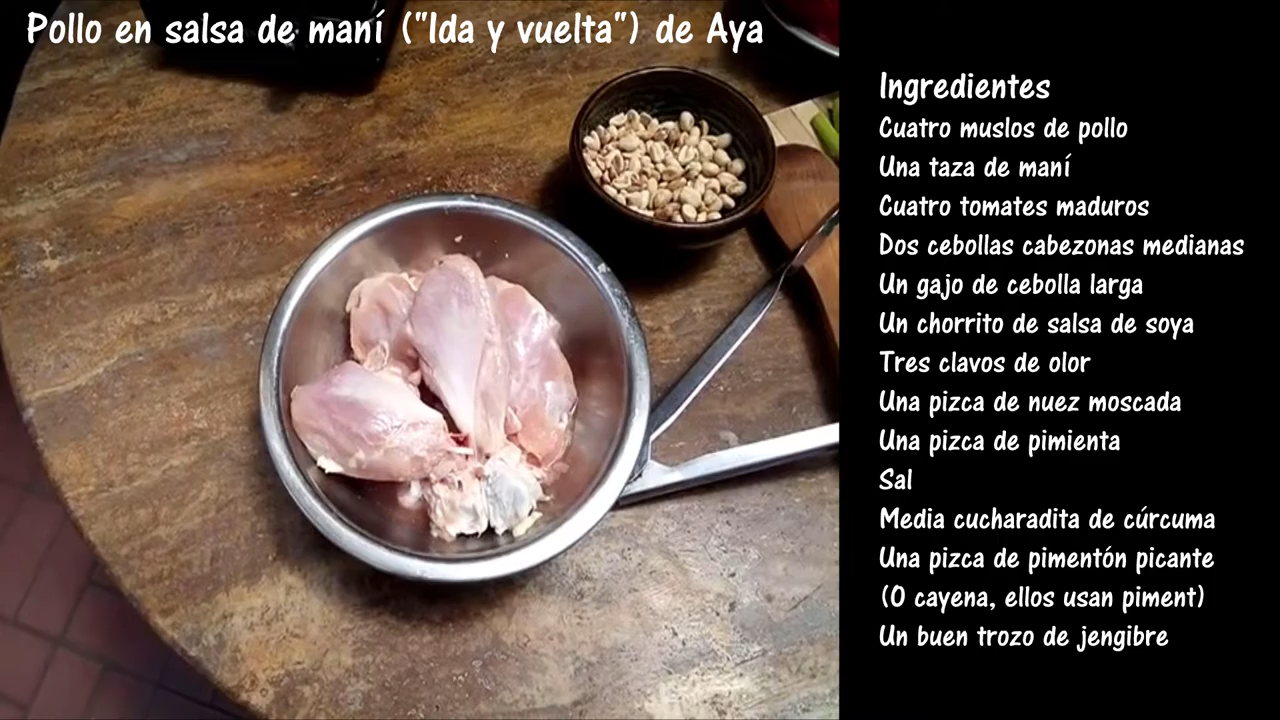 Pollo en salsa de maní ("Ida y vuelta") de Aya
Ingredientes
Cuatro muslos de pollo
Una taza de maní
Cuatro tomates maduros
Dos cebollas cabezonas medianas
Un gajo de cebolla larga
Un chorrito de salsa de soya
Tres clavos de olor
Una pizca de nuez moscada
Una pizca de pimienta
Sal
Media cucharadita de cúrcuma
Una pizca de pimentón picante
(O cayena, ellos usan piment)
Un buen trozo de jengibre